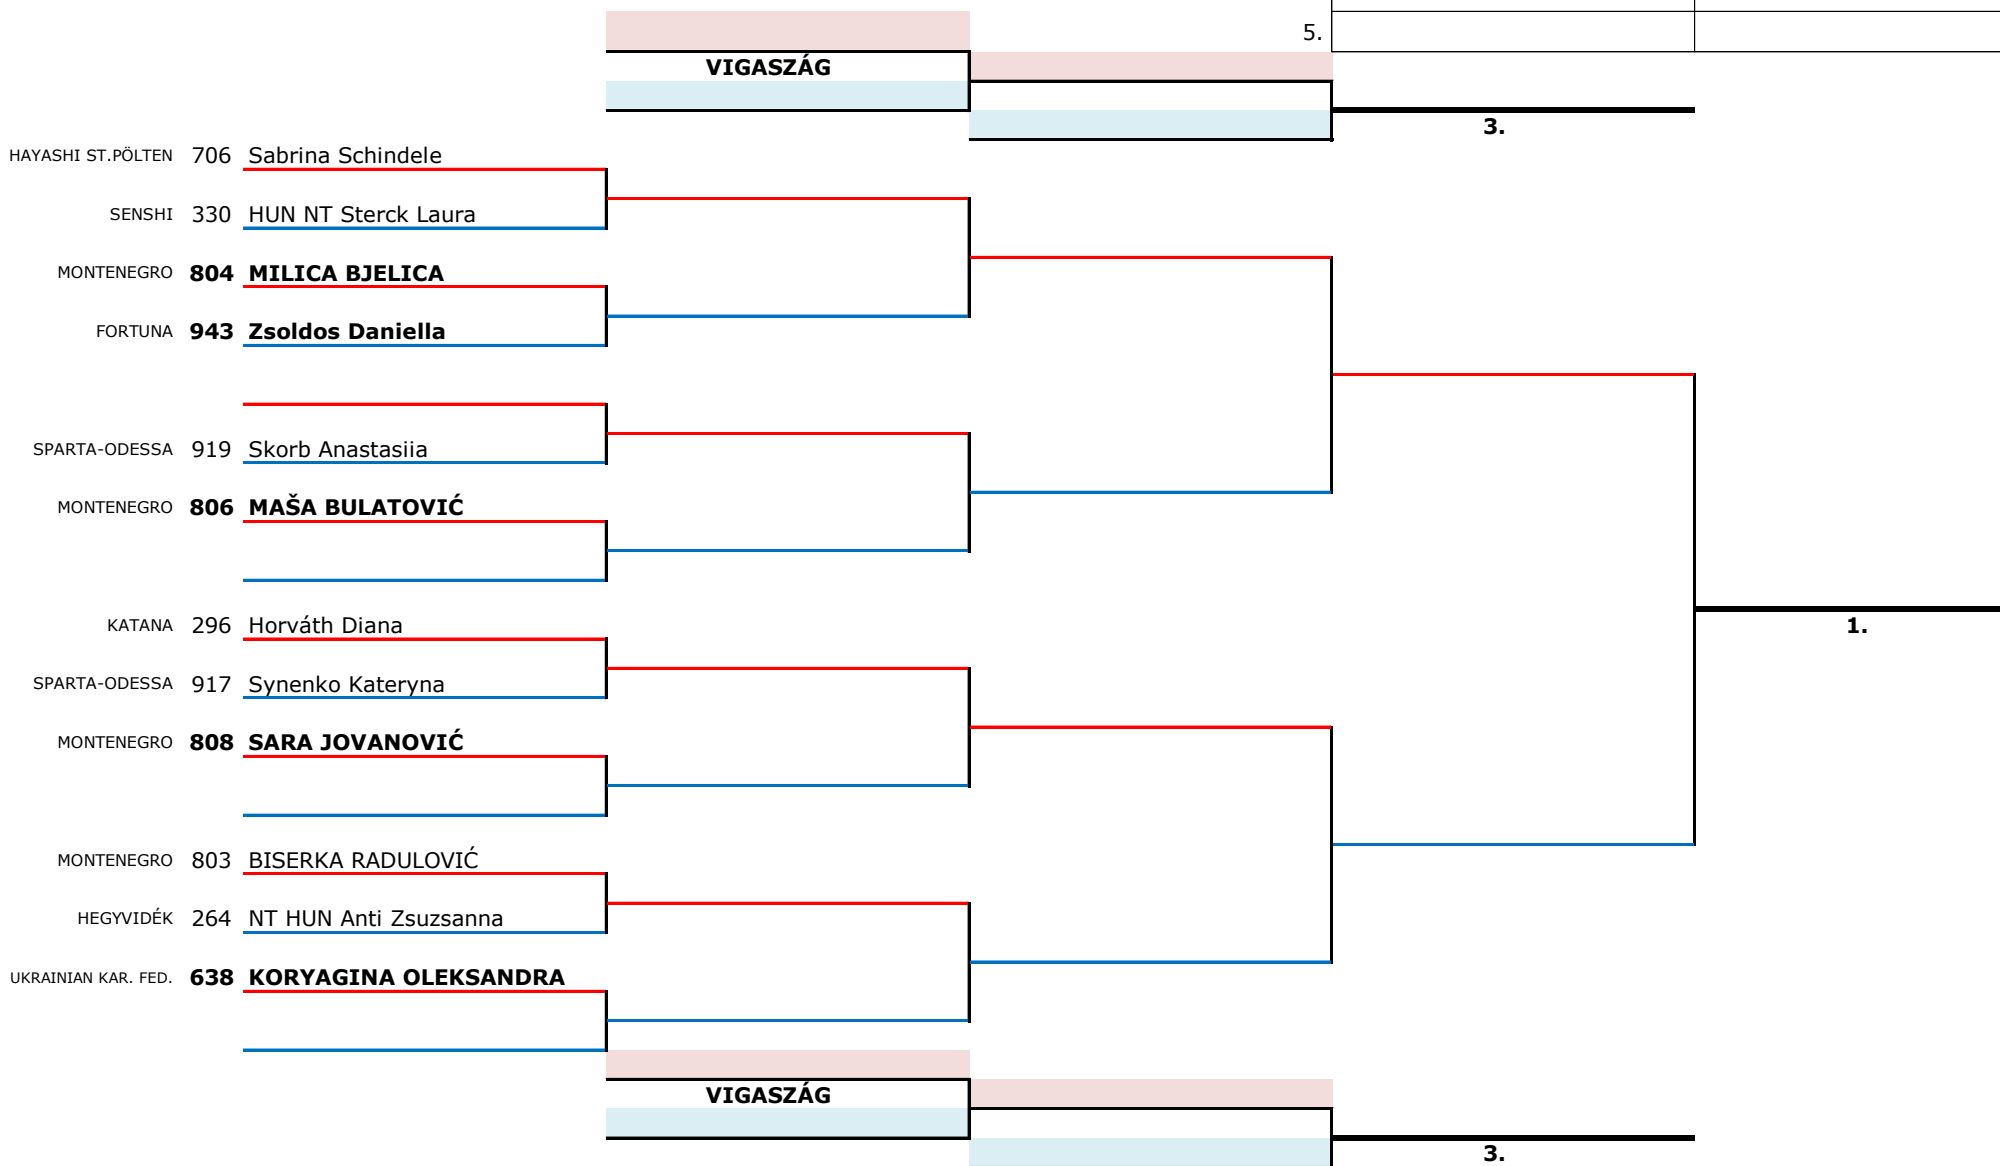 5.
VIGASZÁG
3.
HAYASHI ST.PÖLTEN 706 Sabrina Schindele
SENSHI 330 HUN NT Sterck Laura
MONTENEGRO 804 MILICA BJELICA
FORTUNA 943 Zsoldos Daniella
SPARTA-ODESSA 919 Skorb Anastasiia
MONTENEGRO 806 MAŠA BULATOVIĆ
KATANA 296 Horváth Diana
1.
SPARTA-ODESSA 917 Synenko Kateryna
MONTENEGRO 808 SARA JOVANOVIĆ
MONTENEGRO 803 BISERKA RADULOVIĆ
HEGYVIDÉK 264 NT HUN Anti Zsuzsanna
UKRAINIAN KAR. FED. 638 KORYAGINA OLEKSANDRA
VIGASZÁG
3.